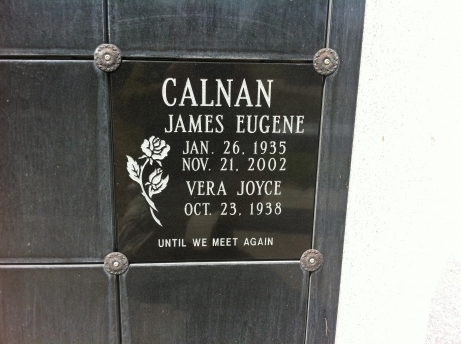 CALNAN
JAMES EUGENE
JAN. 26, 1935
NOV. 21, 2002
VERA JOYCE
OCT. 23, 1938
UNTIL WE MEET AGAIN